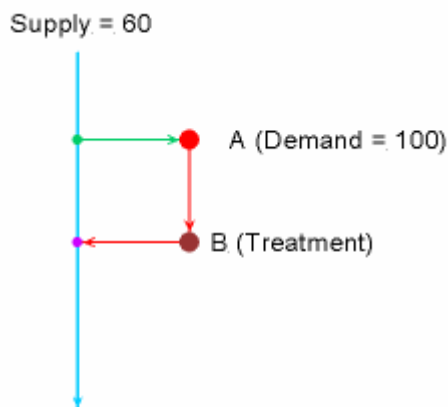 Supply = 60
A (Demand = 100)
B (Treatment)